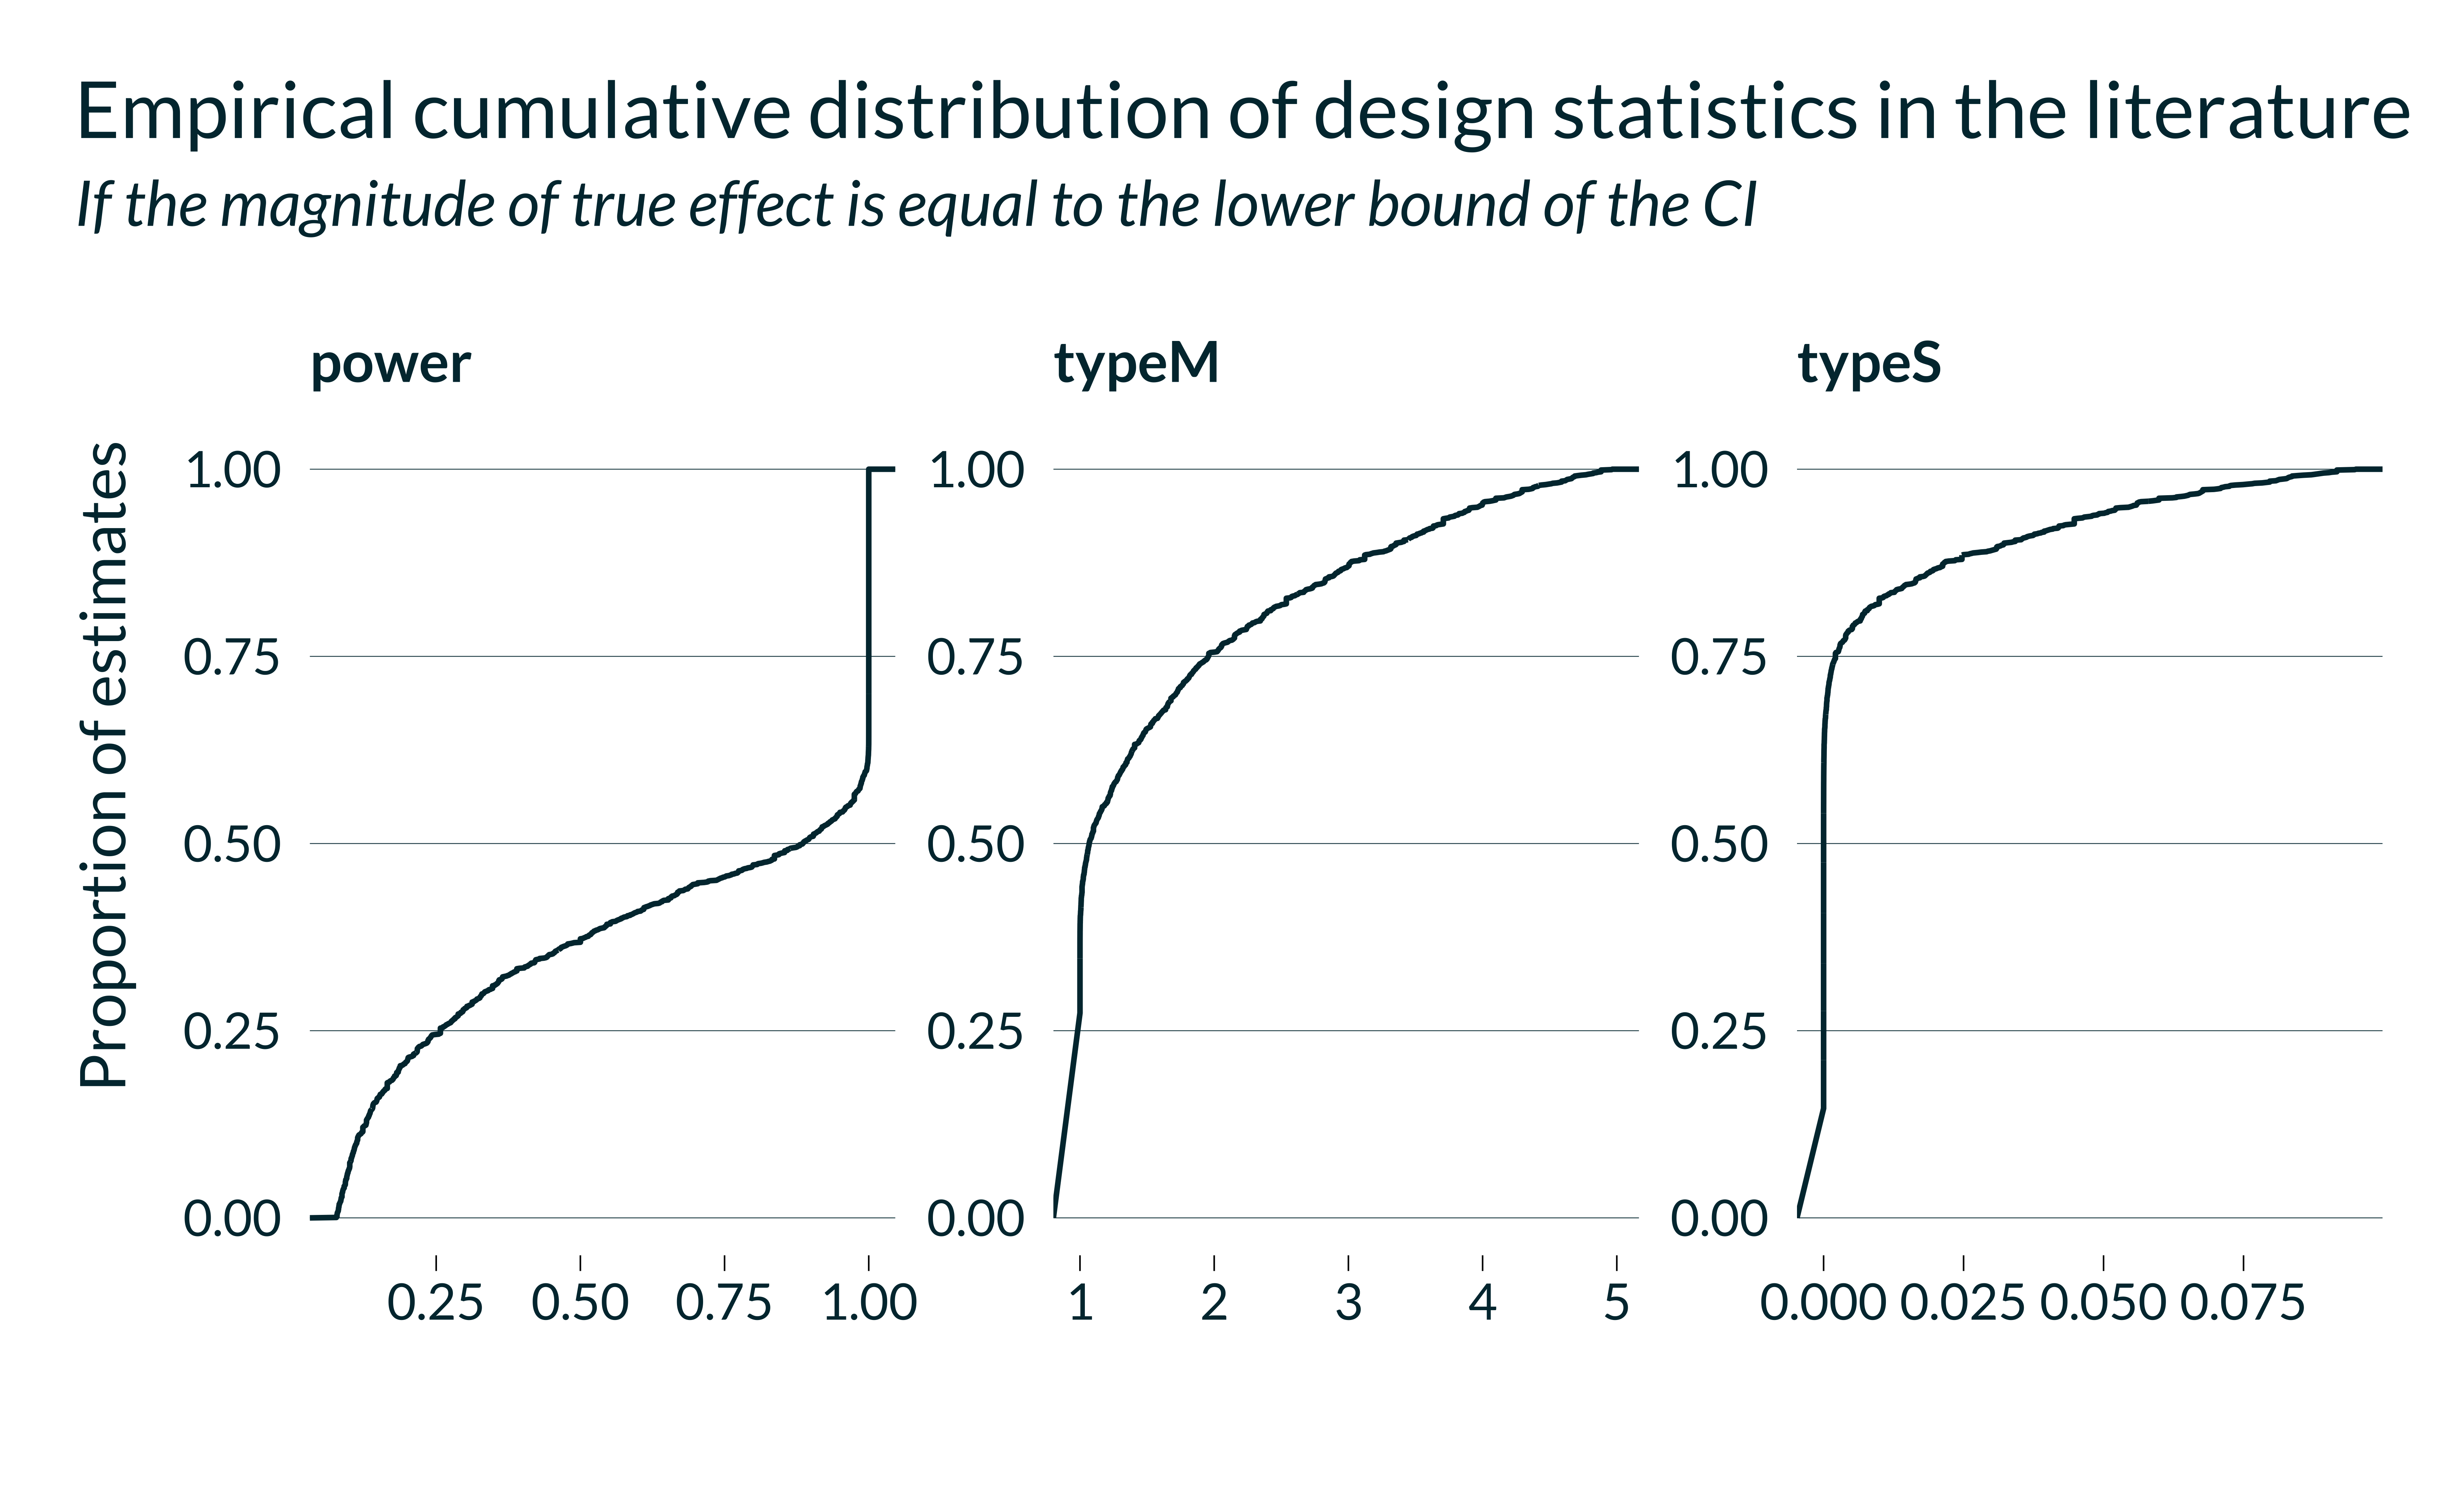 Empirical cumulative distribution of design statistics in the literature
If the magnitude of true effect is equal to the lower bound of the CI
power
typeM
typeS
Proportion of estimates
1.00
0.75
0.50
0.25
0.00
1.00
0.75
0.50
0.25
0.00
1.00
0.75
0.50
0.25
0.00
0.25 0.50 0.75 1.00
1 2 3 4 5
0.000 0.025 0.050 0.075